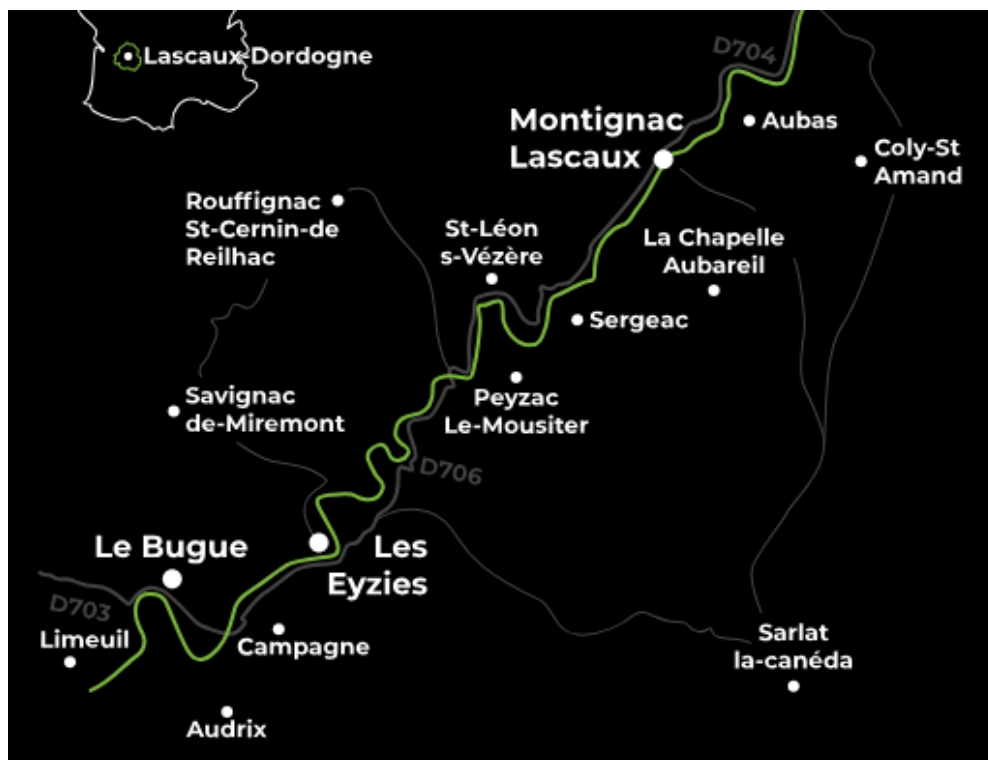 Lascaux-Dordogne
D704
Montignac
Lascaux
Aubas
Coly-St
Amand
Rouffignac
St-Cernin-de
Reilhac
St-Léon
s-Vézère
La Chapelle
Aubareil
Sergeac
Savignac
de-Miremont
Peyzac
Le-Mousiter
D706
Le Bugue
Les
Eyzies
D703
Limeuil
Campagne
Sarlat
la-canéda
Audrix